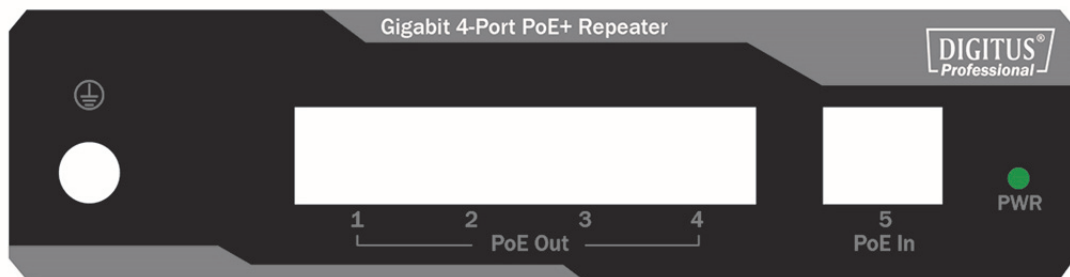 Gigabit 4-Port PoE+ Repeater
DIGITUS®
Professional
1 2 3 4
PoE Out
5
PoE In
PWR